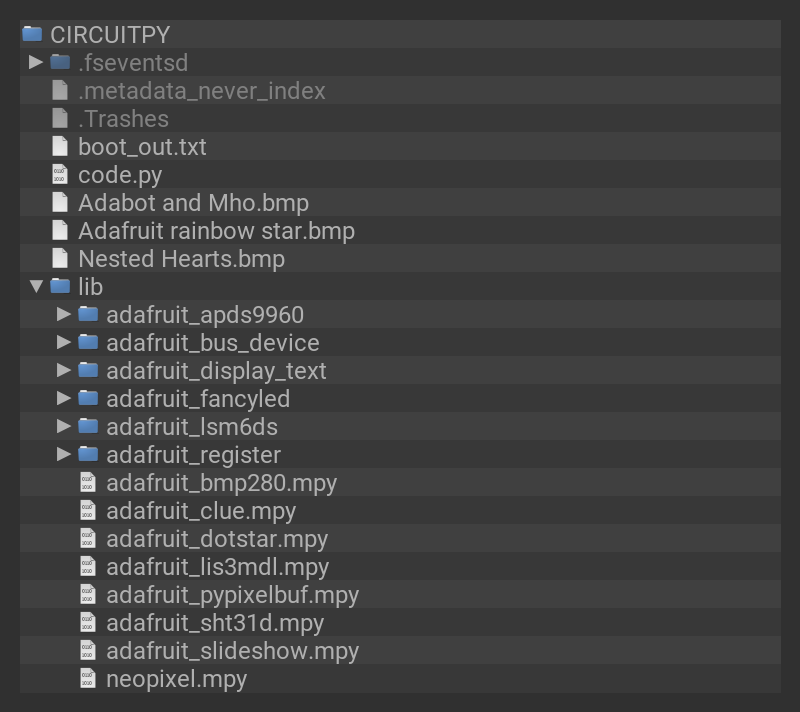 CIRCUITPY
.fseventsd
.metadata_never_index
.Trashes
boot_out.txt
code.py
Adabot and Mho.bmp
Adafruit rainbow star.bmp
Nested Hearts.bmp
lib
adafruit_apds9960
adafruit_bus_device
adafruit_display_text
adafruit_fancyled
adafruit_lsm6ds
adafruit_register
adafruit_bmp280.mpy
adafruit_clue.mpy
adafruit_dotstar.mpy
adafruit_lis3mdl.mpy
adafruit_pypixelbuf.mpy
adafruit_sht31d.mpy
adafruit_slideshow.mpy
neopixel.mpy